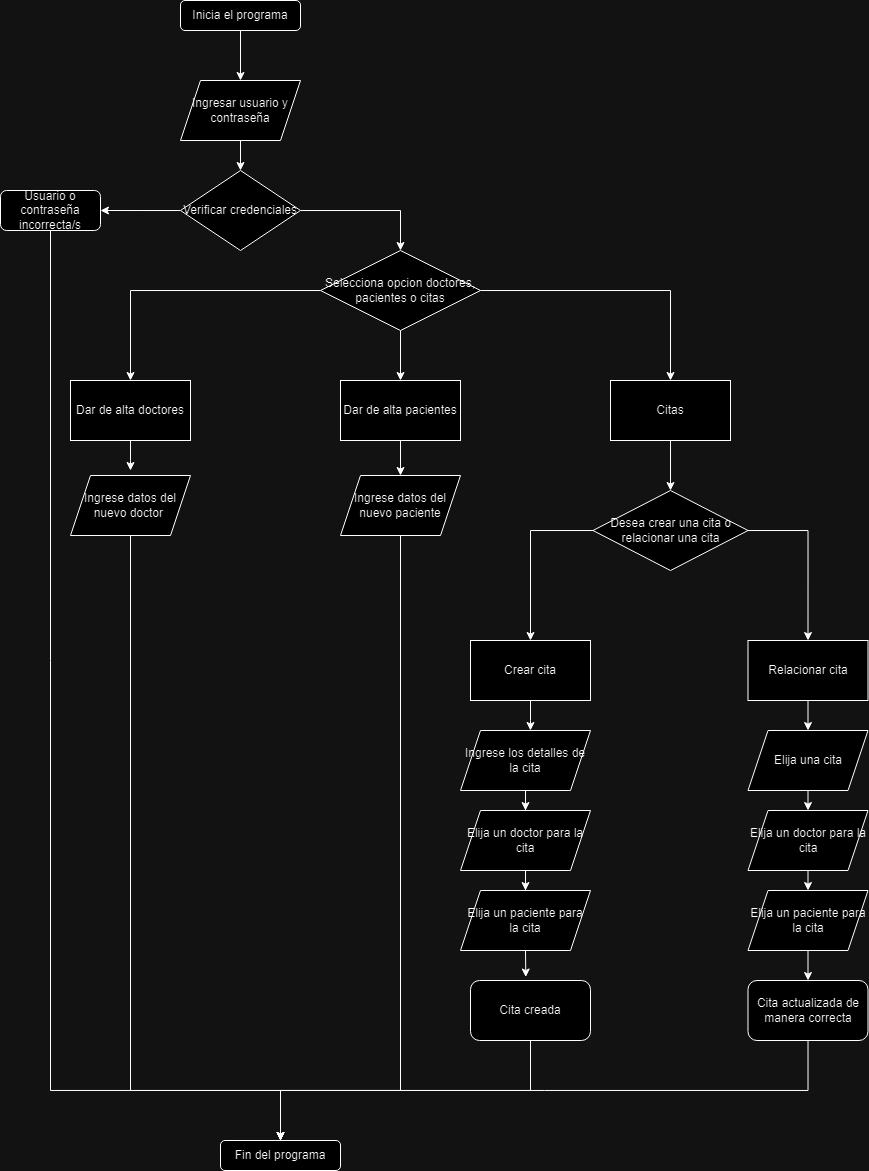 Inicia el programa
Ingresar usuario y
contraseña
Usuario o
contraseña
incorrecta/s
Verificar credenciales
Selecciona opcion doctores,
pacientes o citas
Dar de alta doctores
Dar de alta pacientes
Citas
Ingrese datos del
nuevo doctor
Ingrese datos del
nuevo paciente
Desea crear una cita o
relacionar una cita
Crear cita
Relacionar cita
Ingrese los detalles de
la cita
Elija una cita
Elija un doctor para la
cita
Elija un doctor para la
cita
Elija un paciente para
la cita
Elija un paciente para
la cita
Cita creada
Cita actualizada de
manera correcta
Fin del programa